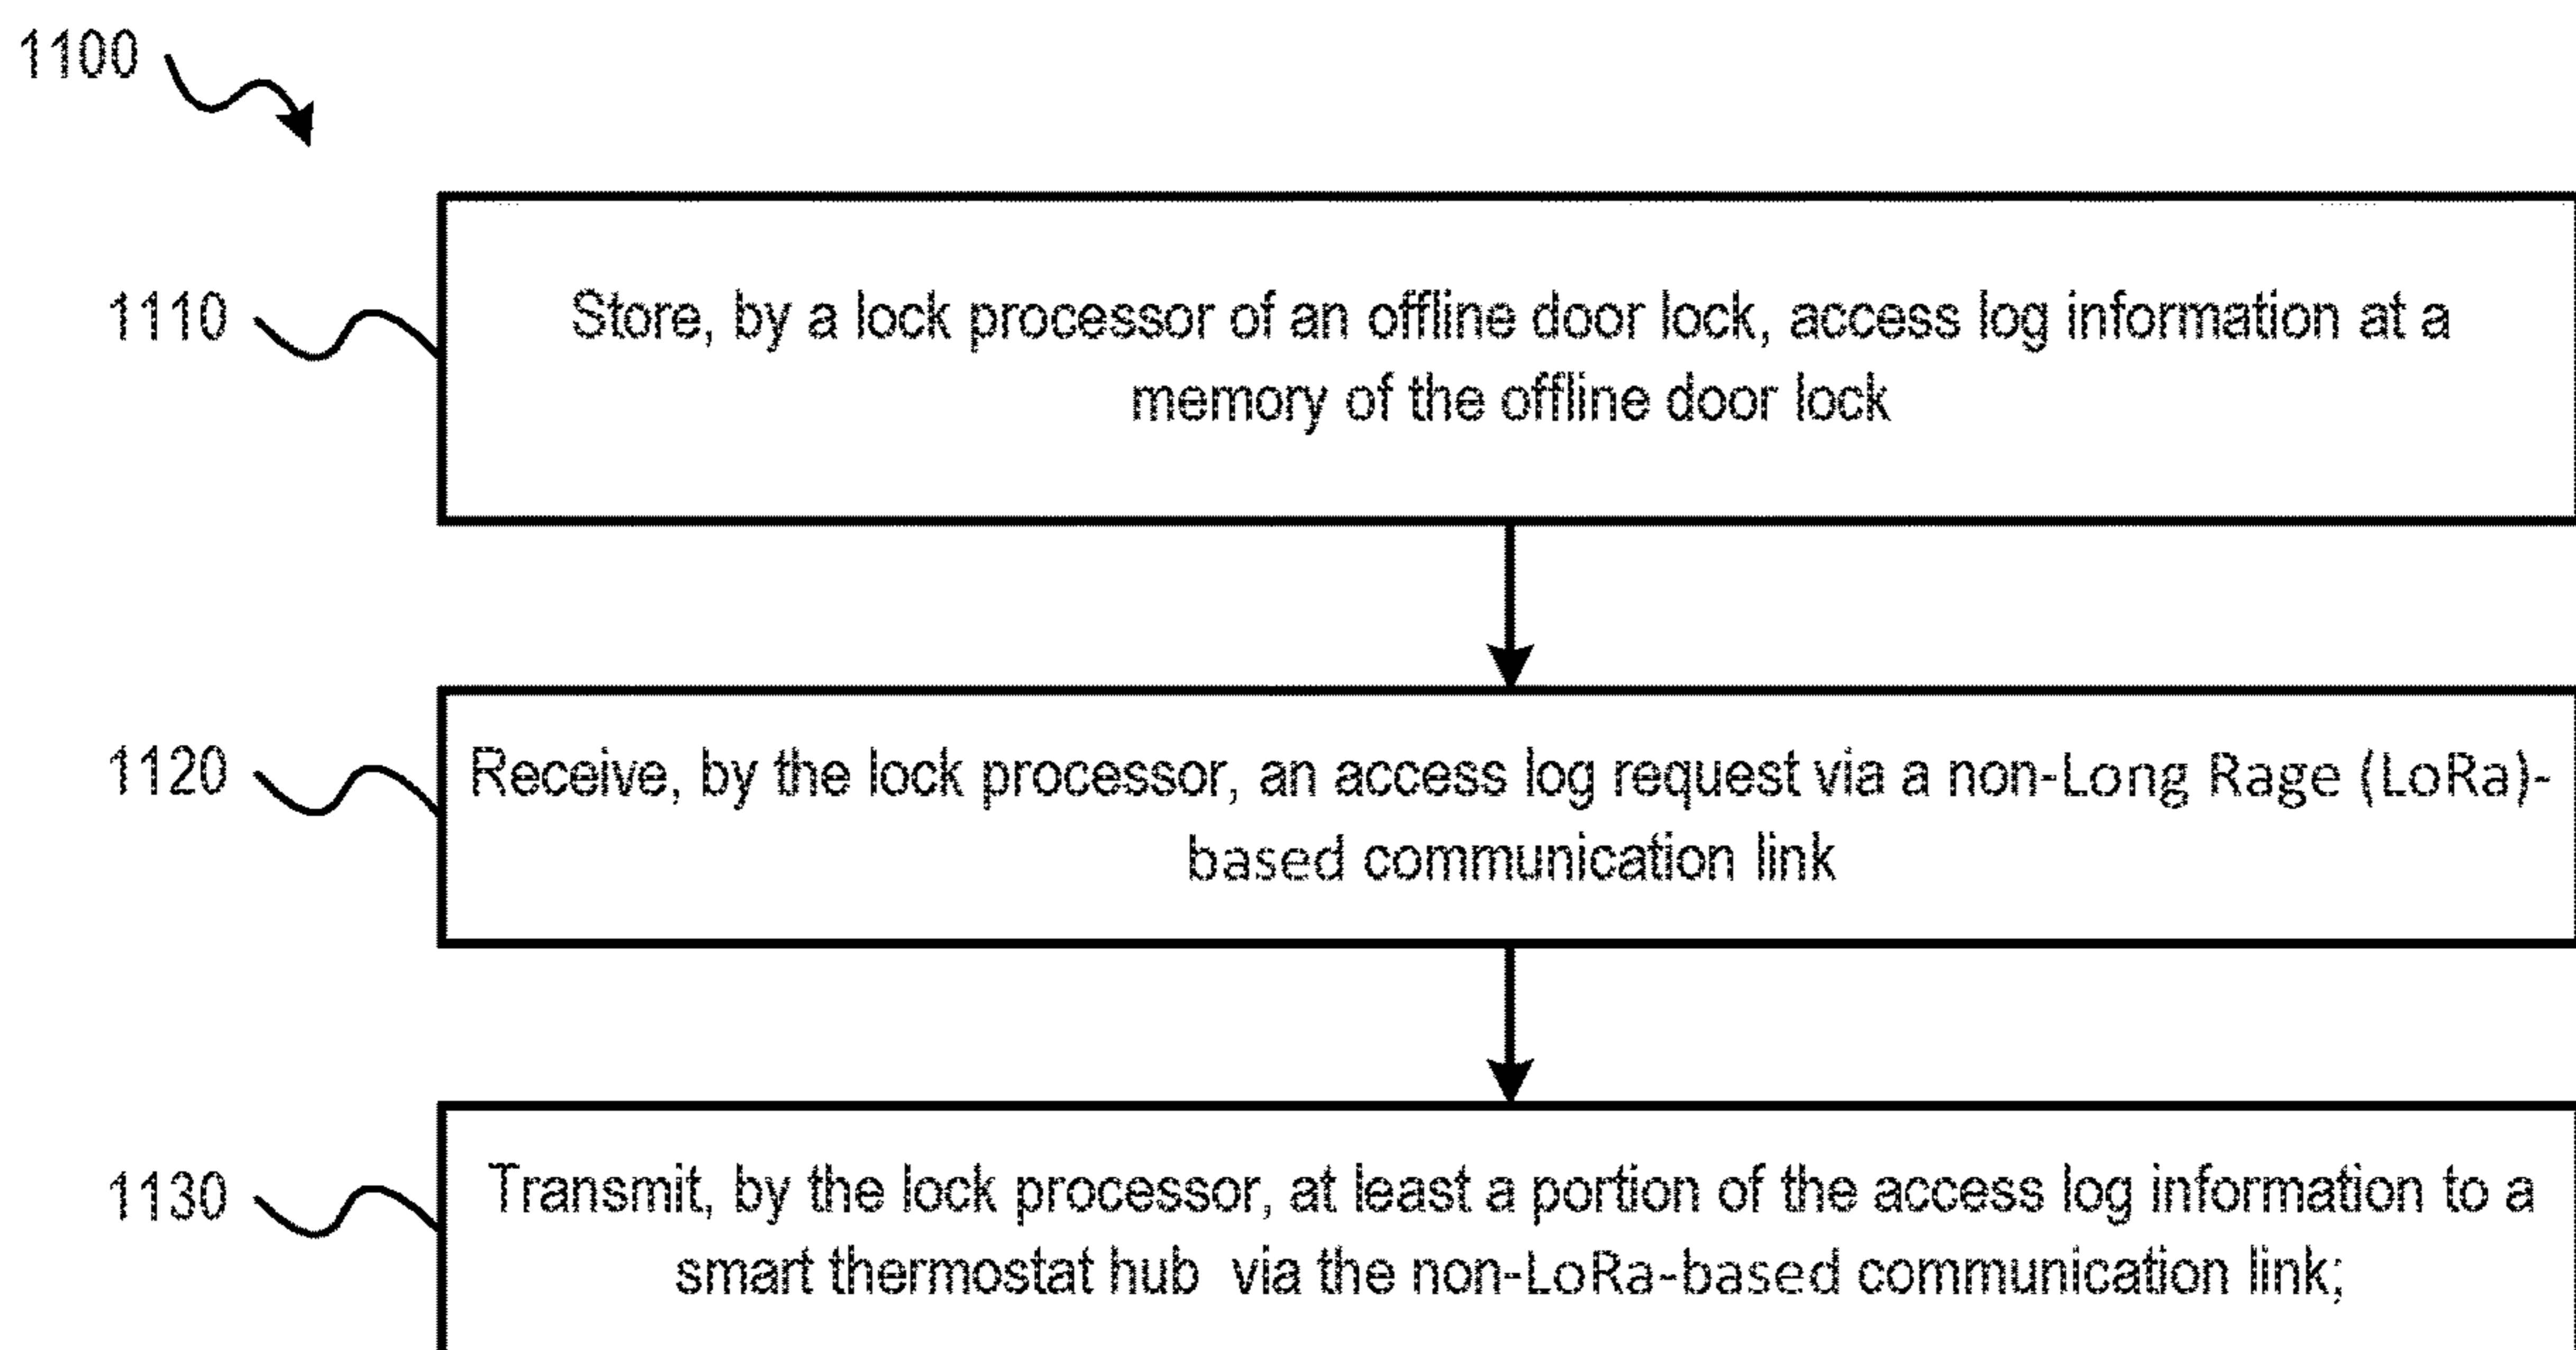 1100
1110
Store, by a lock processor of an offline door lock, access log information at a
memory of the offline door lock
1120
Receive, by the lock processor, an access log request via a non-Long Rage (LoRa)-
based communication link
1130
Transmit, by the lock processor, at least a portion of the access log information to a
smart thermostat hub via the non-LoRa-based communication link;